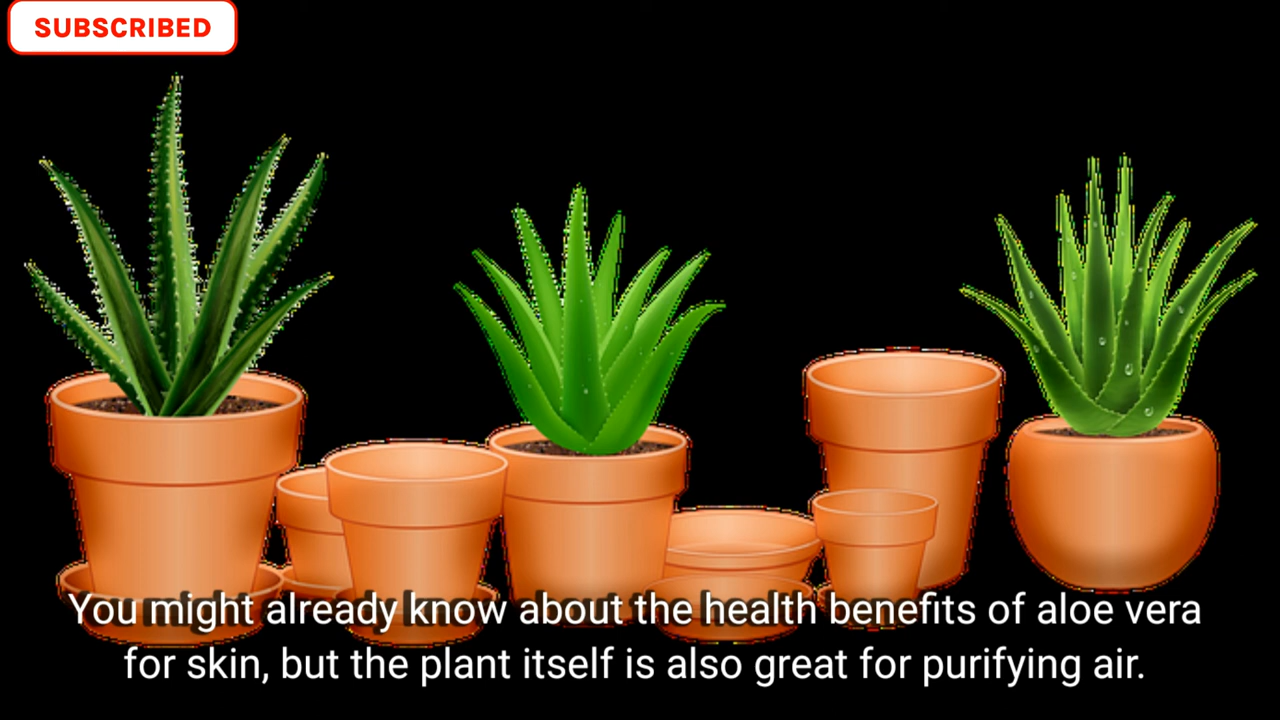 SUBSCRIBED
You might already know about the health benefits of aloe vera
for skin, but the plant itself is also great for purifying air.